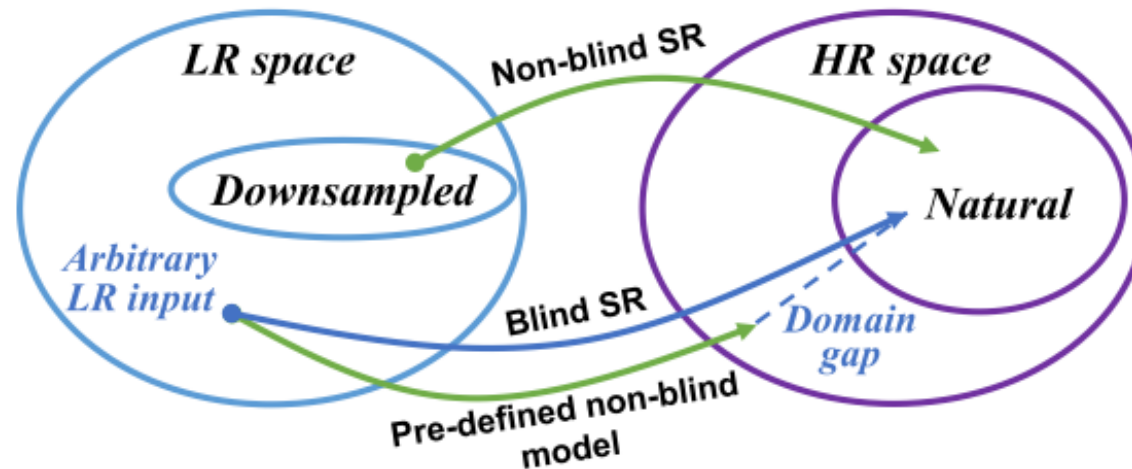 LR space
Non-blind SR
HR space
Downsampled
Natural
Arbitrary
LR input
Blind SR
Domain
gap
Pre-defined non-blind
model